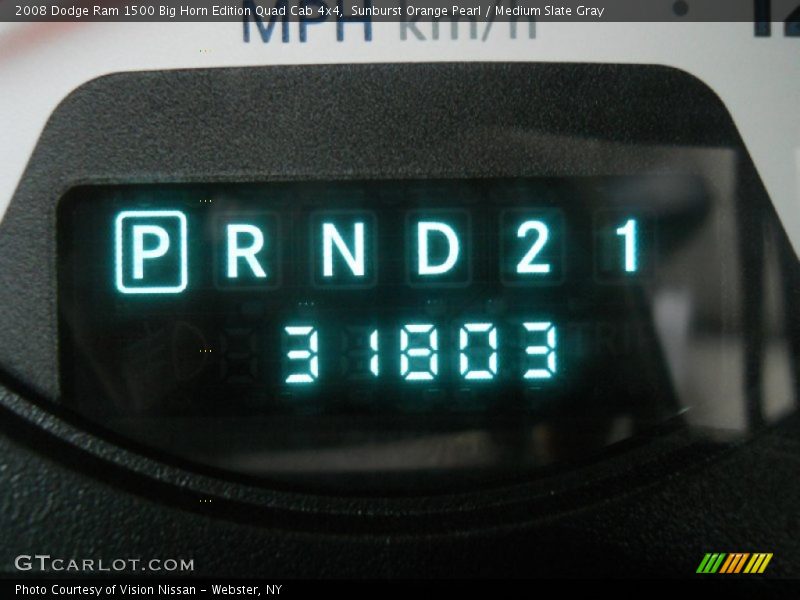 2008 Dodge Ram 1500 Big Horn Edition Quad Cab 4x4, Sunburst Orange Pearl / Medium Slate Gray
MPH km/h 12
P R N D 2 1
31803
GTCARLOT.COM
Photo Courtesy of Vision Nissan - Webster, NY